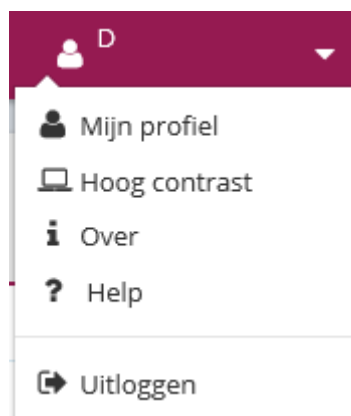 D
Mijn profiel
Hoog contrast
Over
Help
Uitloggen